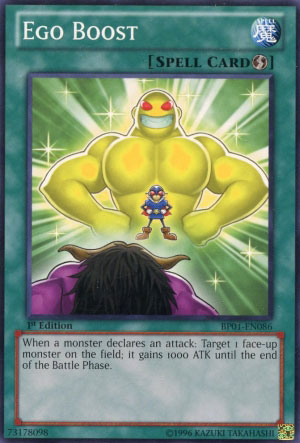 Ego Boost
魔
SPELL
[Spell Card]
1st Edition
BP01-EN086
When a monster declares an attack: Target 1 face-up
monster on the field; it gains 1000 ATK until the end
of the Battle Phase.
73178098
©1996 KAZUKI TAKAHASHI